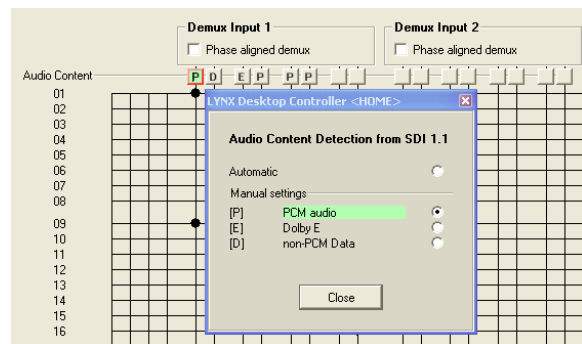 Demux Input 1 Demux Input 2
Phase aligned demux Phase aligned demux
Audio Content P D E P P P
01
LYNX Desktop Controller <HOME>
02
03
04
Audio Content Detection from SDI 1.1
05
06
Automatic
07
Manual settings
08
[P] PCM audio
09
[E] Dolby E
10
[D] non-PCM Data
11
12
13
14
Close
15
16